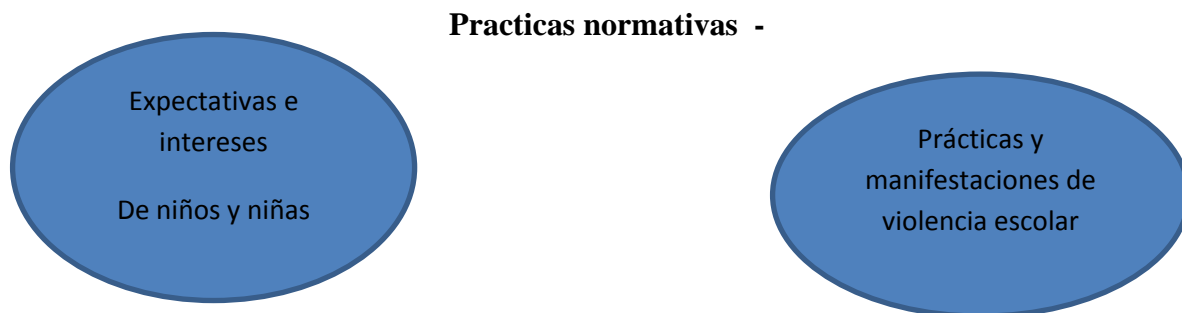 Practicas normativas -
Expectativas e
intereses
De niños y niñas
Prácticas y
manifestaciones de
violencia escolar